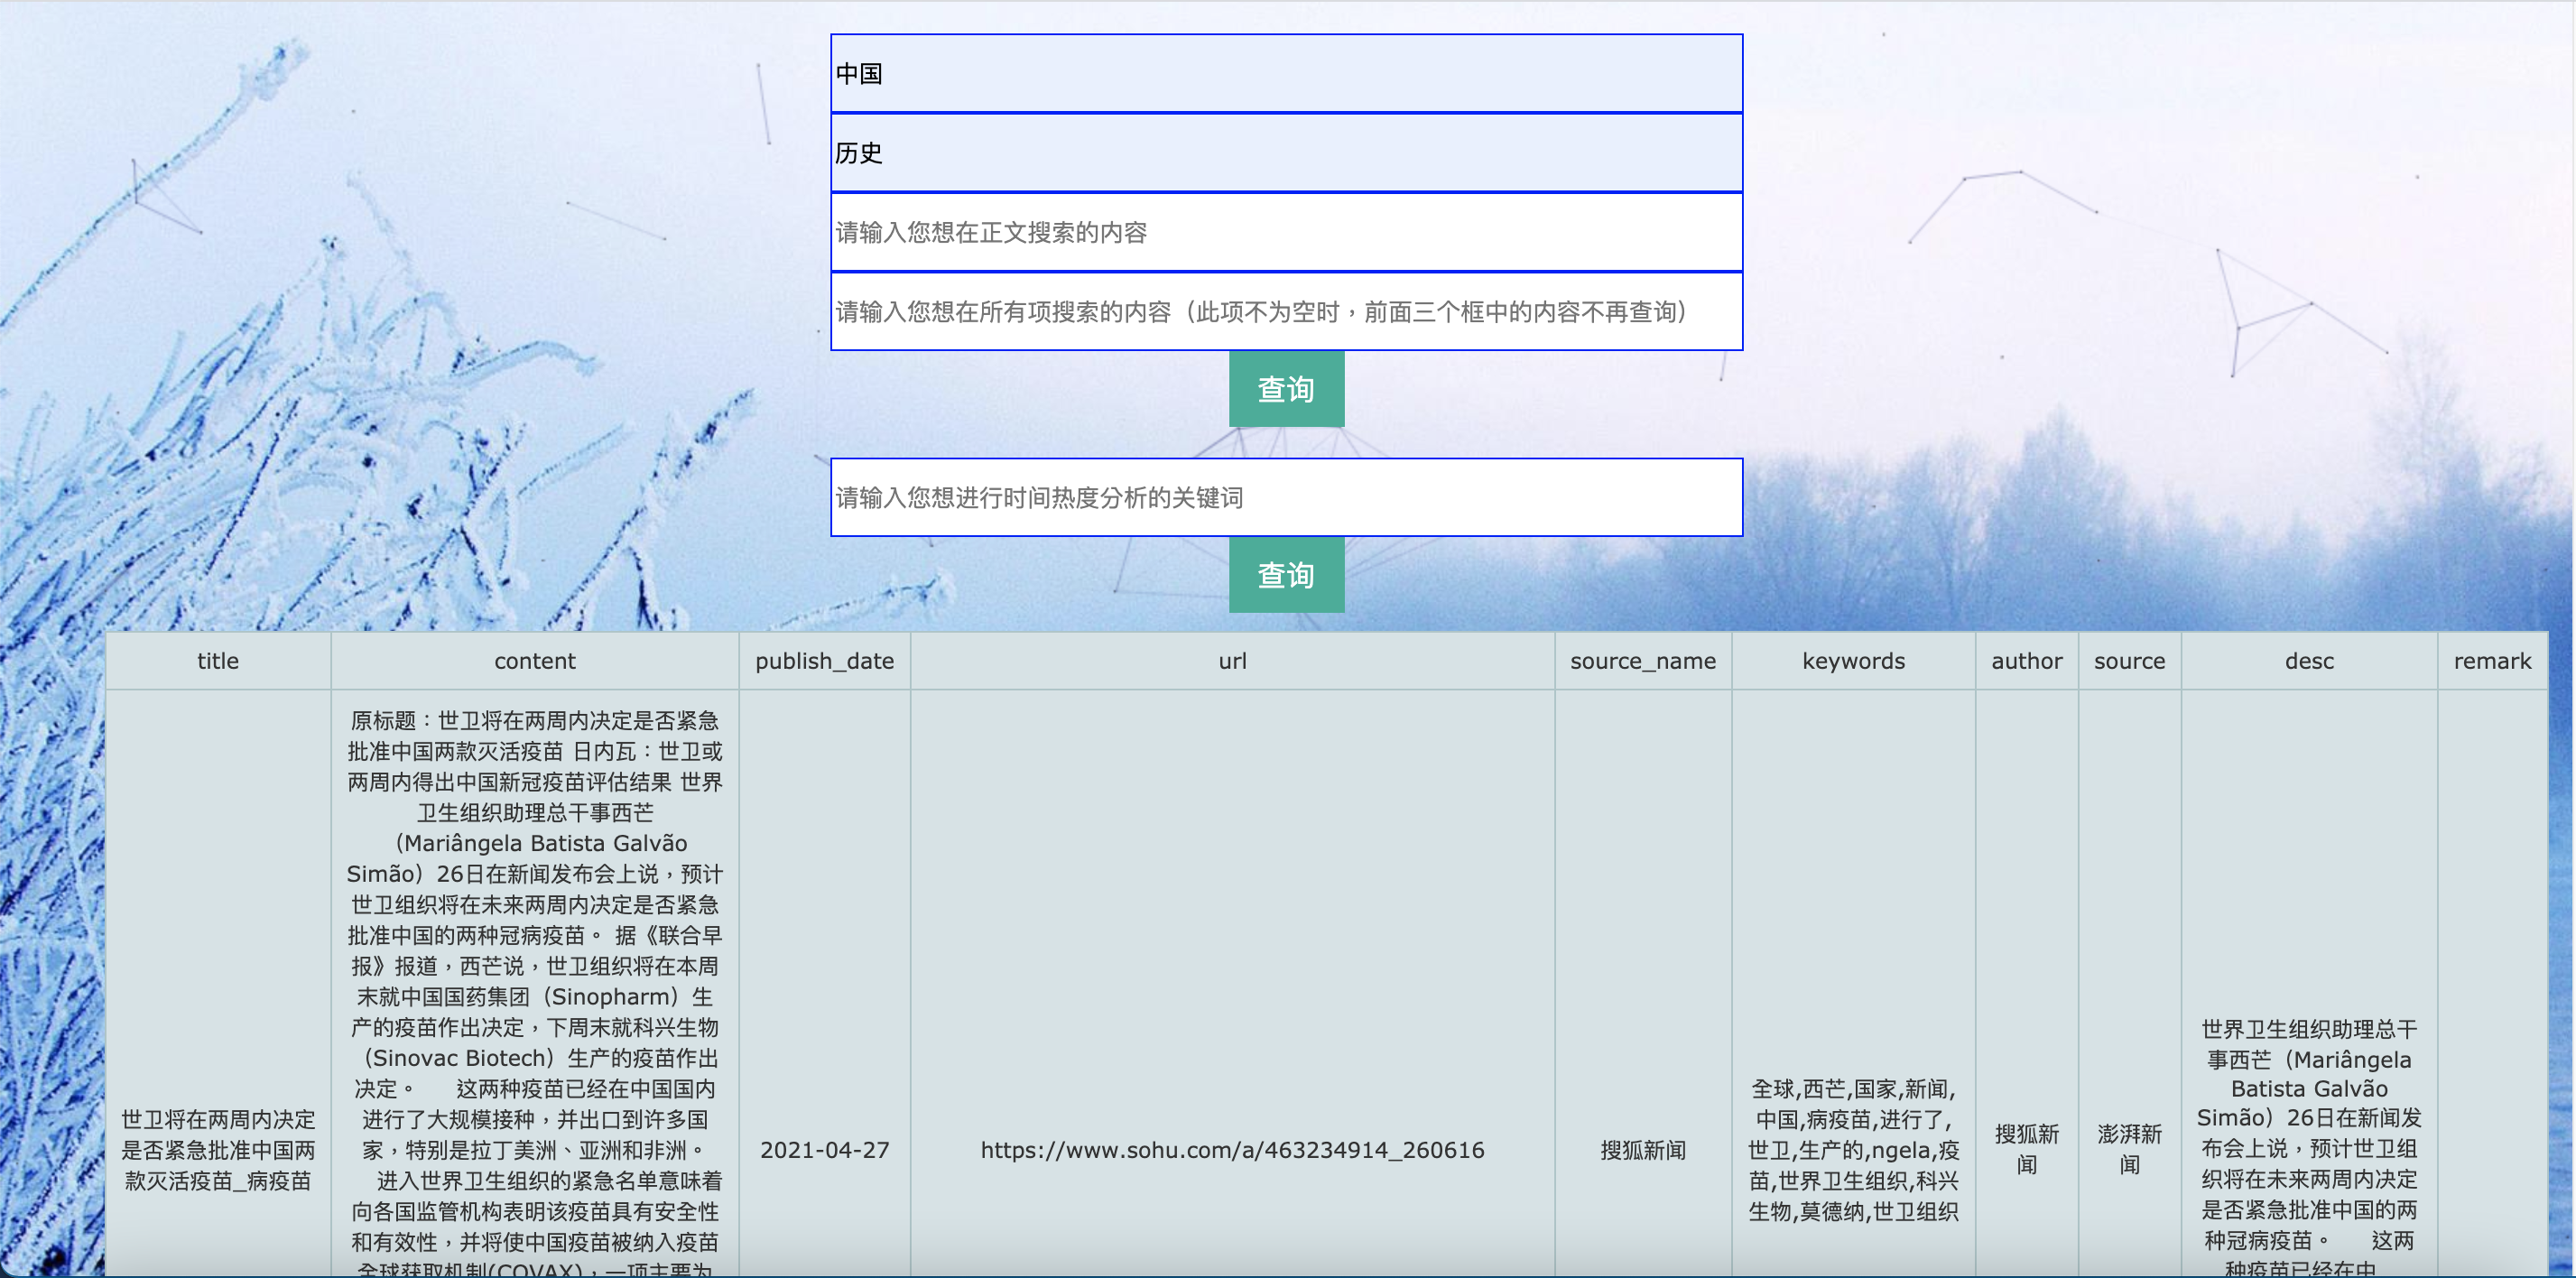 中国
历史
请输入您想在正文搜索的内容
请输入您想在所有项搜索的内容（此项不为空时，前面三个框中的内容不再查询）
查询
请输入您想进行时间热度分析的关键词
查询
title content publish_date url source_name keywords author source desc remark
世卫将在两周内决定
是否紧急批准中国两
款灭活疫苗_病疫苗
原标题：世卫将在两周内决定是否紧急
批准中国两款灭活疫苗 日内瓦：世卫或
两周内得出中国新冠疫苗评估结果 世界
卫生组织助理总干事西芒
（Mariângela Batista Galvão
Simão）26日在新闻发布会上说，预计
世卫组织将在未来两周内决定是否紧急
批准中国的两种冠病疫苗。 据《联合早
报》报道，西芒说，世卫组织将在本周
末就中国国药集团（Sinopharm）生
产的疫苗作出决定，下周末就科兴生物
（Sinovac Biotech）生产的疫苗作出
决定。 这两种疫苗已经在中国国内
进行了大规模接种，并出口到许多国
家，特别是拉丁美洲、亚洲和非洲。
进入世界卫生组织的紧急名单意味着
向各国监管机构表明该疫苗具有安全性
和有效性，并将使中国疫苗被纳入疫苗
全球获取机制(COVAX)，一项主要为
2021-04-27
https://www.sohu.com/a/463234914_260616
搜狐新闻
全球,西芒,国家,新闻,
中国,病疫苗,进行了,
世卫,生产的,ngela,疫
苗,世界卫生组织,科兴
生物,莫德纳,世卫组织
搜狐新
闻
澎湃新
闻
世界卫生组织助理总干
事西芒（Mariângela
Batista Galvão
Simão）26日在新闻发
布会上说，预计世卫组
织将在未来两周内决定
是否紧急批准中国的两
种冠病疫苗。 这两
种疫苗已经在中